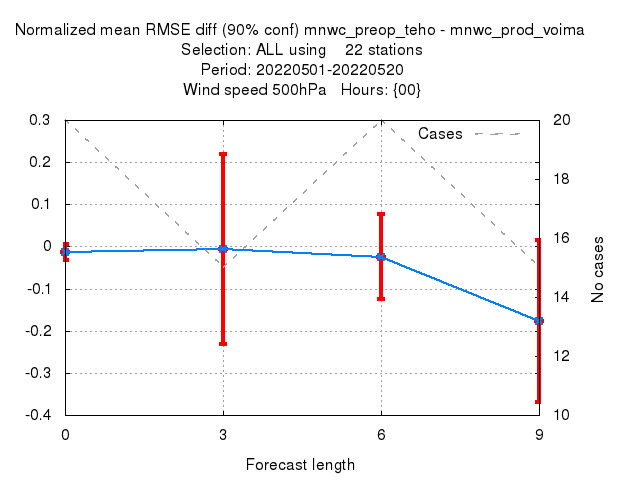 Normalized mean RMSE diff (90% conf) mnwc_preop_teho - mnwc_prod_voima
Selection: ALL using    22 stations
Period: 20220501-20220520
Wind speed 500hPa   Hours: {00}
0.3
0.2
0.1
0
-0.1
-0.2
-0.3
-0.4
Cases
20
18
16
14
12
10
No cases
0 3 6 9
Forecast length